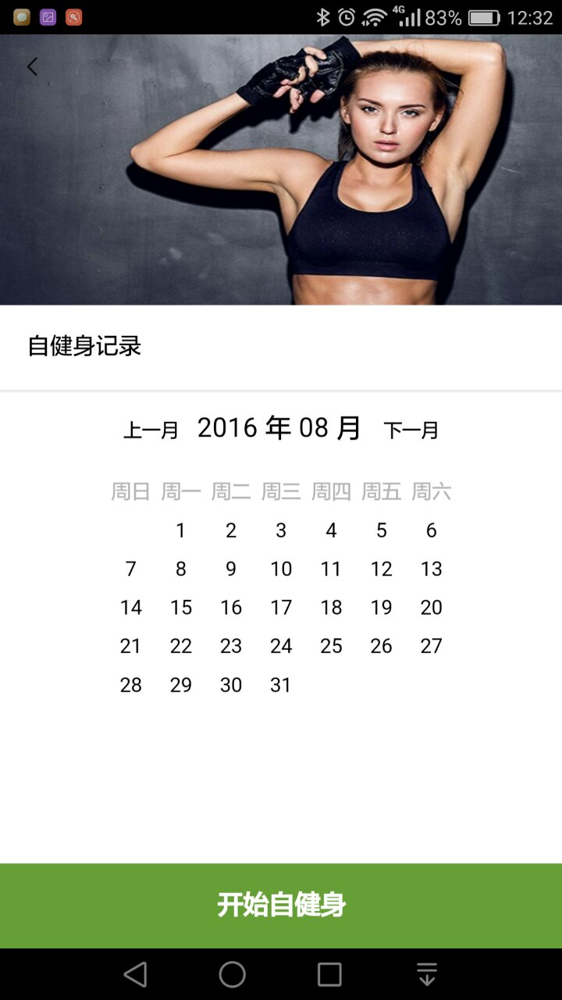 4G 83% 12:32
自健身记录
上一月 2016 年 08 月 下一月
周日 周一 周二 周三 周四 周五 周六
1 2 3 4 5 6
7 8 9 10 11 12 13
14 15 16 17 18 19 20
21 22 23 24 25 26 27
28 29 30 31
开始自健身